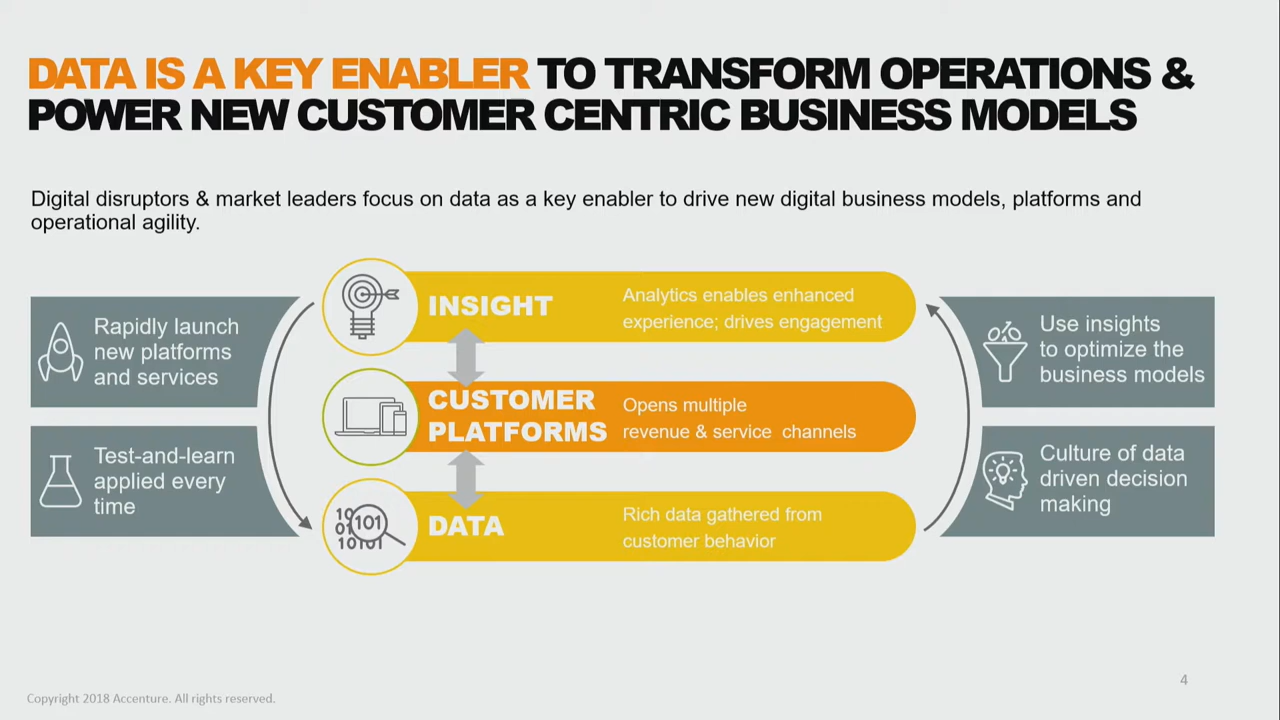 DATA IS A KEY ENABLER TO TRANSFORM OPERATIONS &
POWER NEW CUSTOMER CENTRIC BUSINESS MODELS
Digital disruptors & market leaders focus on data as a key enabler to drive new digital business models, platforms and
operational agility.
Rapidly launch
new platforms
and services
Test-and-learn
applied every
time
INSIGHT
Analytics enables enhanced
experience; drives engagement
CUSTOMER
PLATFORMS
Opens multiple
revenue & service channels
10
0
101
10101
DATA
Rich data gathered from
customer behavior
Use insights
to optimize the
business models
Culture of data
driven decision
making
4
Copyright 2018 Accenture. All rights reserved.